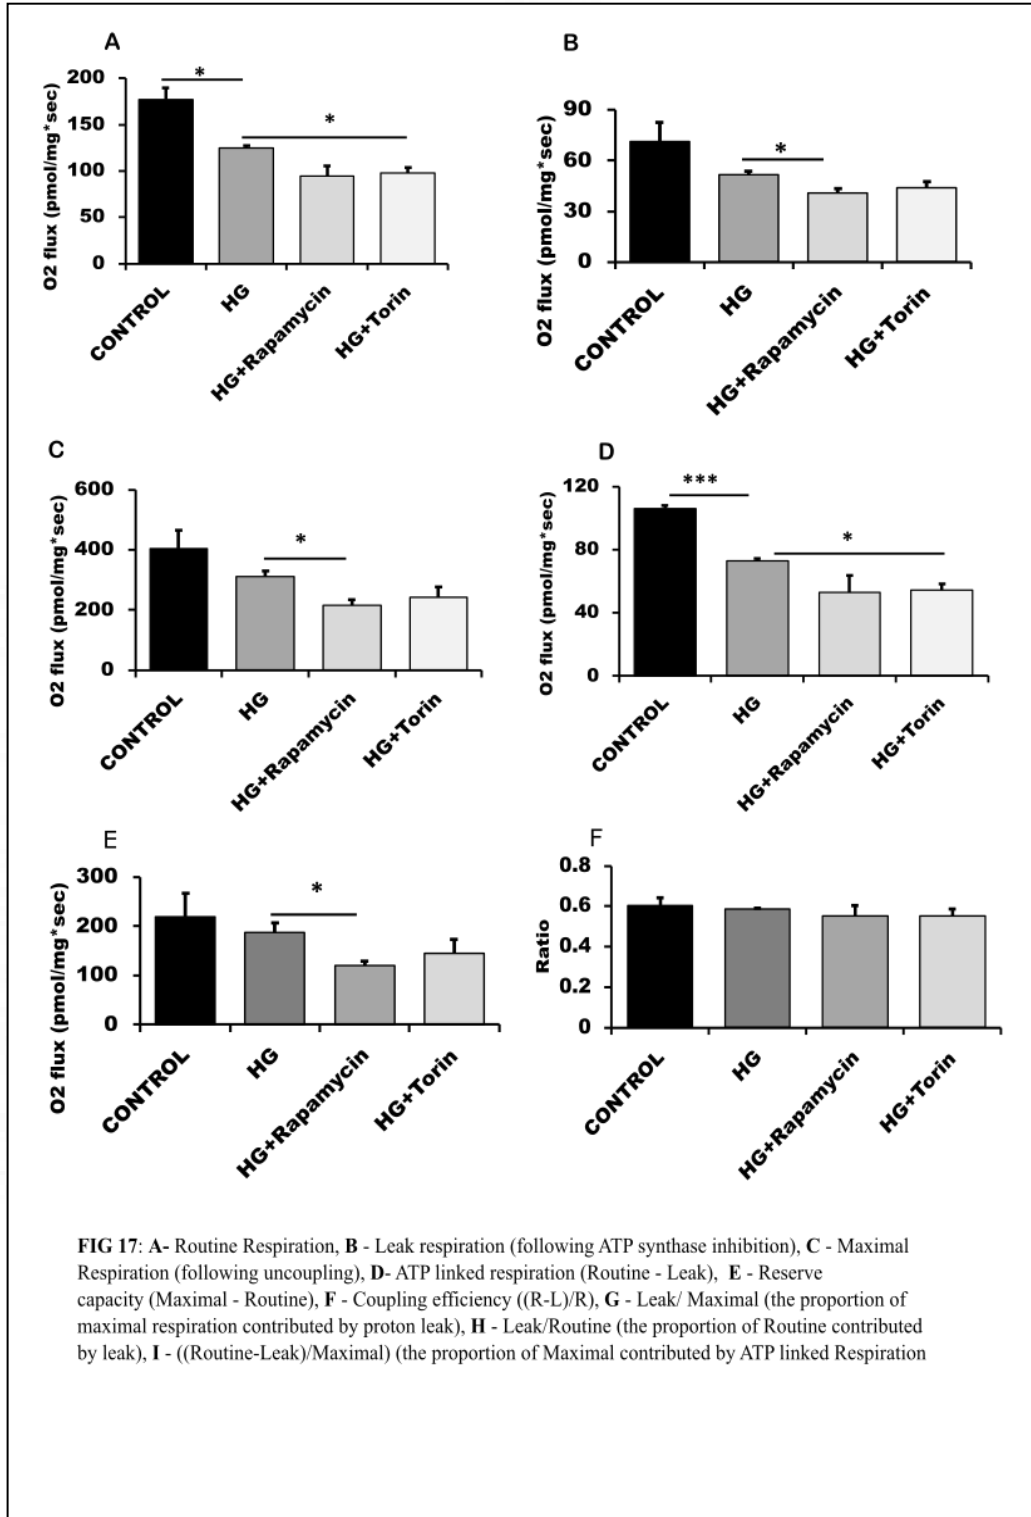 A
O2 flux (pmol/mg*sec)
200
150
100
50
0
*
*
CONTROL
HG
HG+Rapamycin
HG+Torin
B
O2 flux (pmol/mg*sec)
90
60
30
0
*
CONTROL
HG
HG+Rapamycin
HG+Torin
C
O2 flux (pmol/mg*sec)
600
400
200
0
*
CONTROL
HG
HG+Rapamycin
HG+Torin
D
O2 flux (pmol/mg*sec)
120
80
40
0
***
*
CONTROL
HG
HG+Rapamycin
HG+Torin
E
O2 flux (pmol/mg*sec)
300
200
100
0
*
CONTROL
HG
HG+Rapamycin
HG+Torin
F
Ratio
0.8
0.6
0.4
0.2
0
CONTROL
HG
HG+Rapamycin
HG+Torin
FIG 17: A- Routine Respiration, B - Leak respiration (following ATP synthase inhibition), C - Maximal
Respiration (following uncoupling), D- ATP linked respiration (Routine - Leak), E - Reserve
capacity (Maximal - Routine), F - Coupling efficiency ((R-L)/R), G - Leak/ Maximal (the proportion of
maximal respiration contributed by proton leak), H - Leak/Routine (the proportion of Routine contributed
by leak), I - ((Routine-Leak)/Maximal) (the proportion of Maximal contributed by ATP linked Respiration